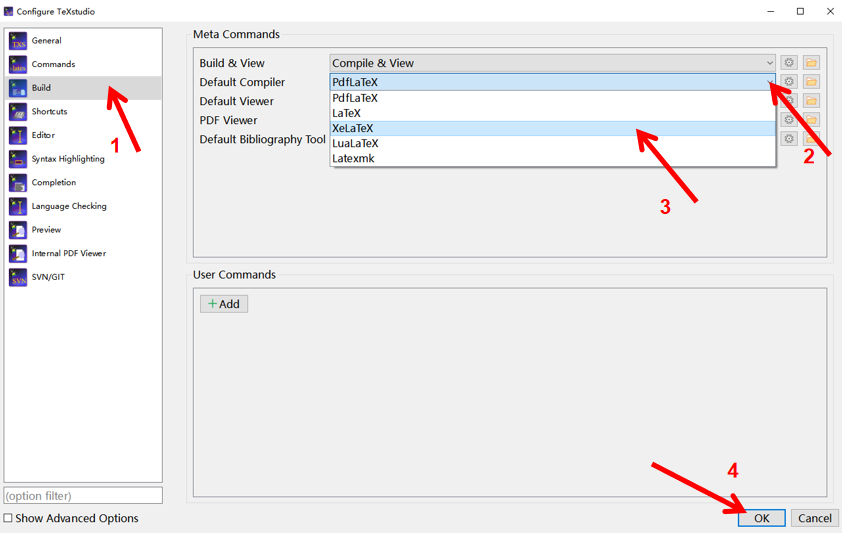 Configure TeXstudio
General
Commands
Build
Shortcuts
Editor
Syntax Highlighting
Completion
Language Checking
Preview
Internal PDF Viewer
SVN/GIT
(option filter)
Show Advanced Options
Meta Commands
Build & View Compile & View
Default Compiler PdfLaTeX
Default Viewer PdfLaTeX
LaTeX
PDF Viewer XeLaTeX
Default Bibliography Tool LuaLaTeX
Latexmk
1
2
3
User Commands
Add
4
OK Cancel